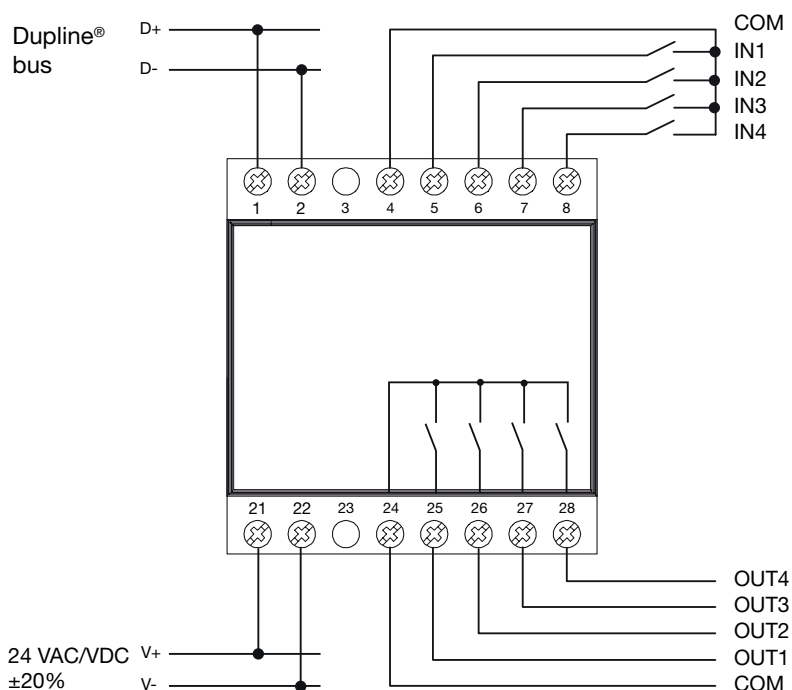 Dupline® bus
D+
D-
COM
IN1
IN2
IN3
IN4
1 2 3 4 5 6 7 8
21 22 23 24 25 26 27 28
OUT4
OUT3
OUT2
OUT1
COM
24 VAC/VDC
±20%
V+
V-